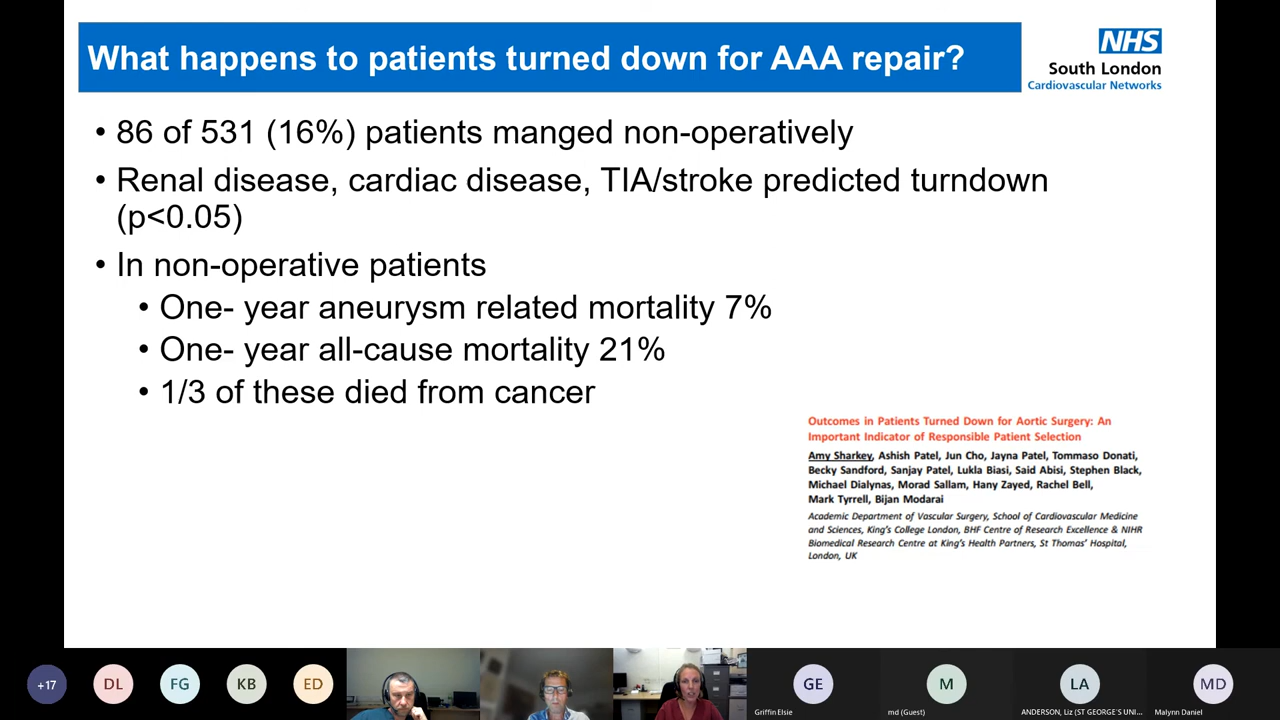 What happens to patients turned down for AAA repair?
NHS
South London
Cardiovascular Networks
• 86 of 531 (16%) patients manged non-operatively
• Renal disease, cardiac disease, TIA/stroke predicted turndown
(p<0.05)
• In non-operative patients
• One- year aneurysm related mortality 7%
• One- year all-cause mortality 21%
• 1/3 of these died from cancer
Outcomes in Patients Turned Down for Aortic Surgery: An
Important Indicator of Responsible Patient Selection
Amy Sharkey, Ashish Patel, Jun Cho, Jayna Patel, Tommaso Donati,
Becky Sandford, Sanjay Patel, Lukla Biasi, Said Abisi, Stephen Black,
Michael Dialynas, Morad Sallam, Hany Zayed, Rachel Bell,
Mark Tyrrell, Bijan Modarai
Academic Department of Vascular Surgery, School of Cardiovascular Medicine
and Sciences, King's College London, BHF Centre of Research Excellence & NIHR
Biomedical Research Centre at King's Health Partners, St Thomas' Hospital,
London, UK
+17
DL
FG
KB
ED
GE
M
LA
MD
Griffin Elsie
md (Guest)
ANDERSON, Liz (ST GEORGE'S UNI...
Malynn Daniel